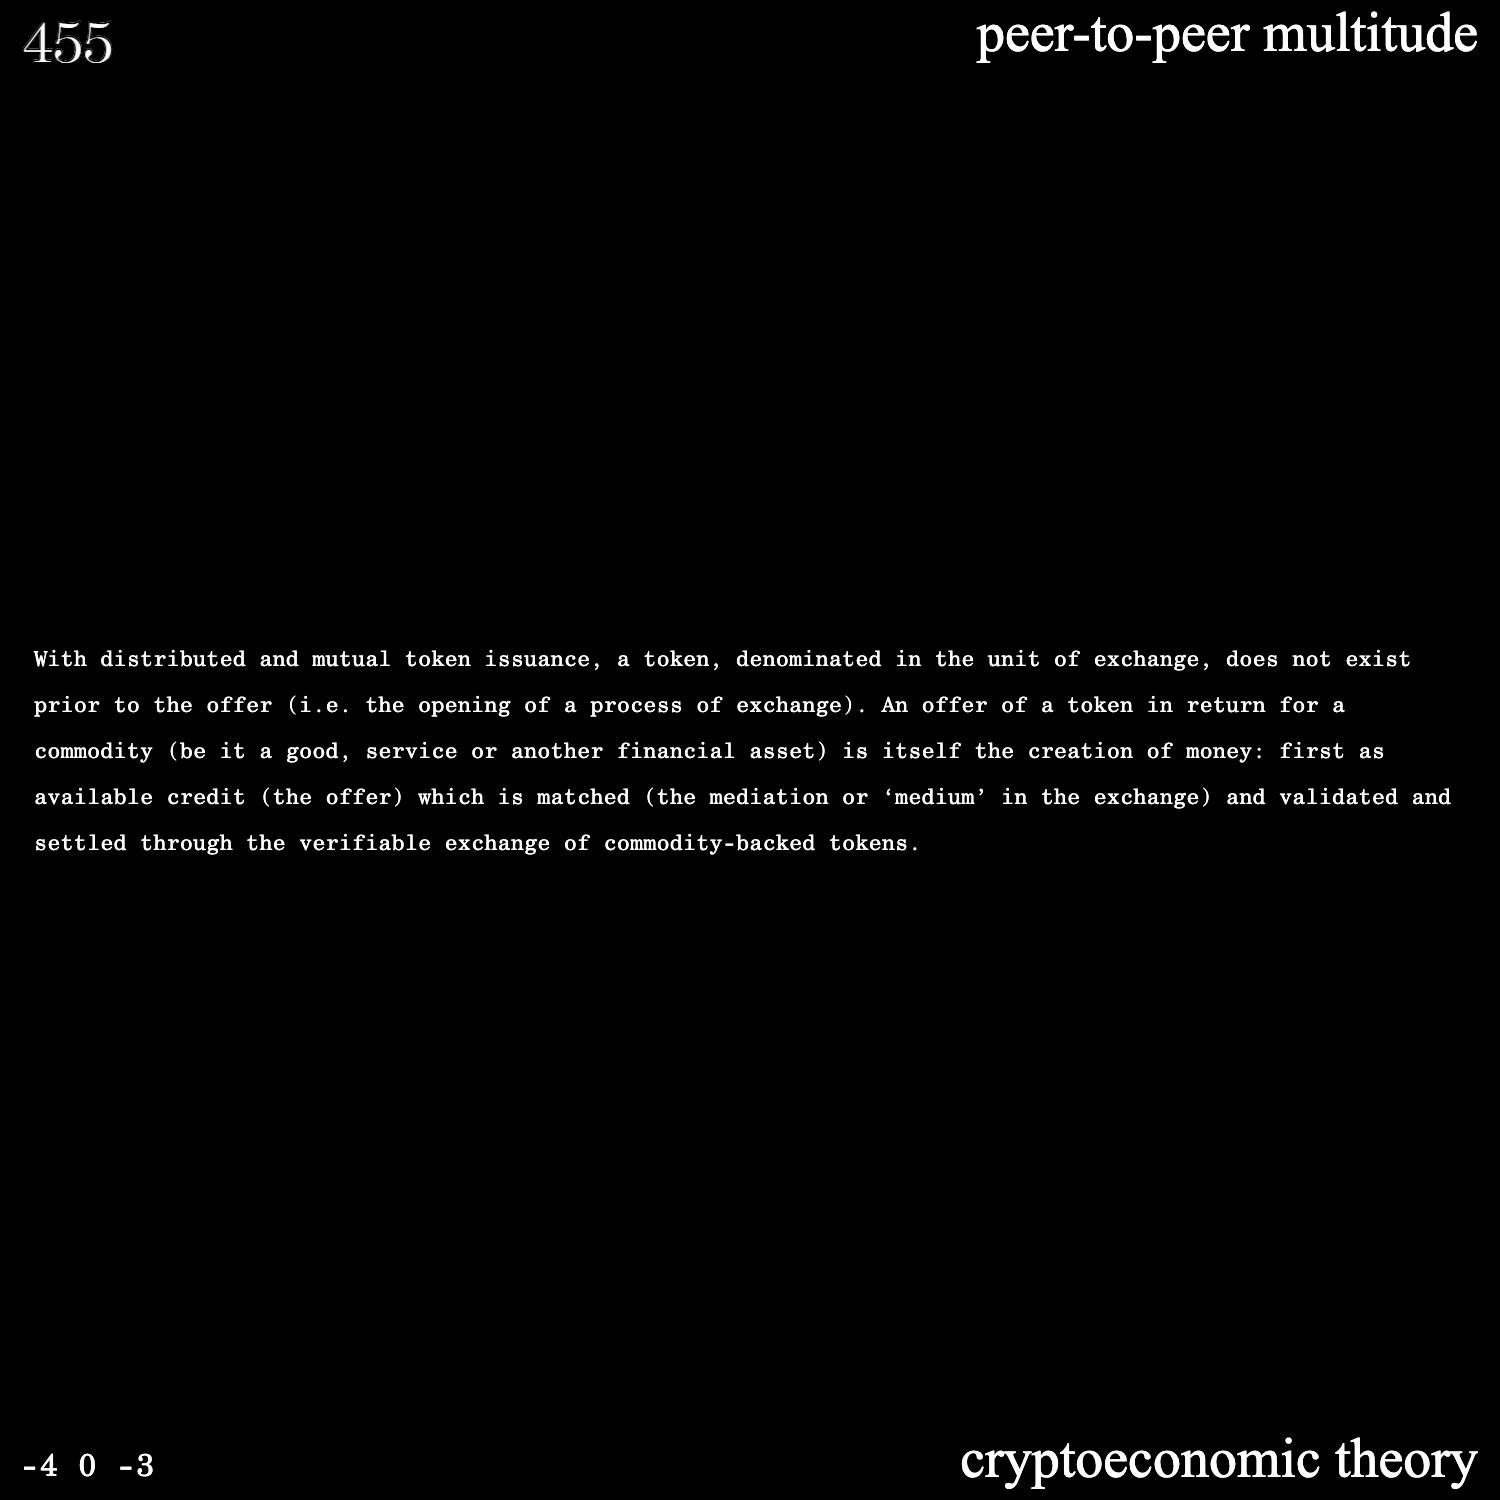 455
peer-to-peer multitude
With distributed and mutual token issuance, a token, denominated in the unit of exchange, does not exist
prior to the offer (i.e. the opening of a process of exchange). An offer of a token in return for a
commodity (be it a good, service or another financial asset) is itself the creation of money: first as
available credit (the offer) which is matched (the mediation or ‘medium’ in the exchange) and validated and
settled through the verifiable exchange of commodity-backed tokens.
-4 0 -3
cryptoeconomic theory